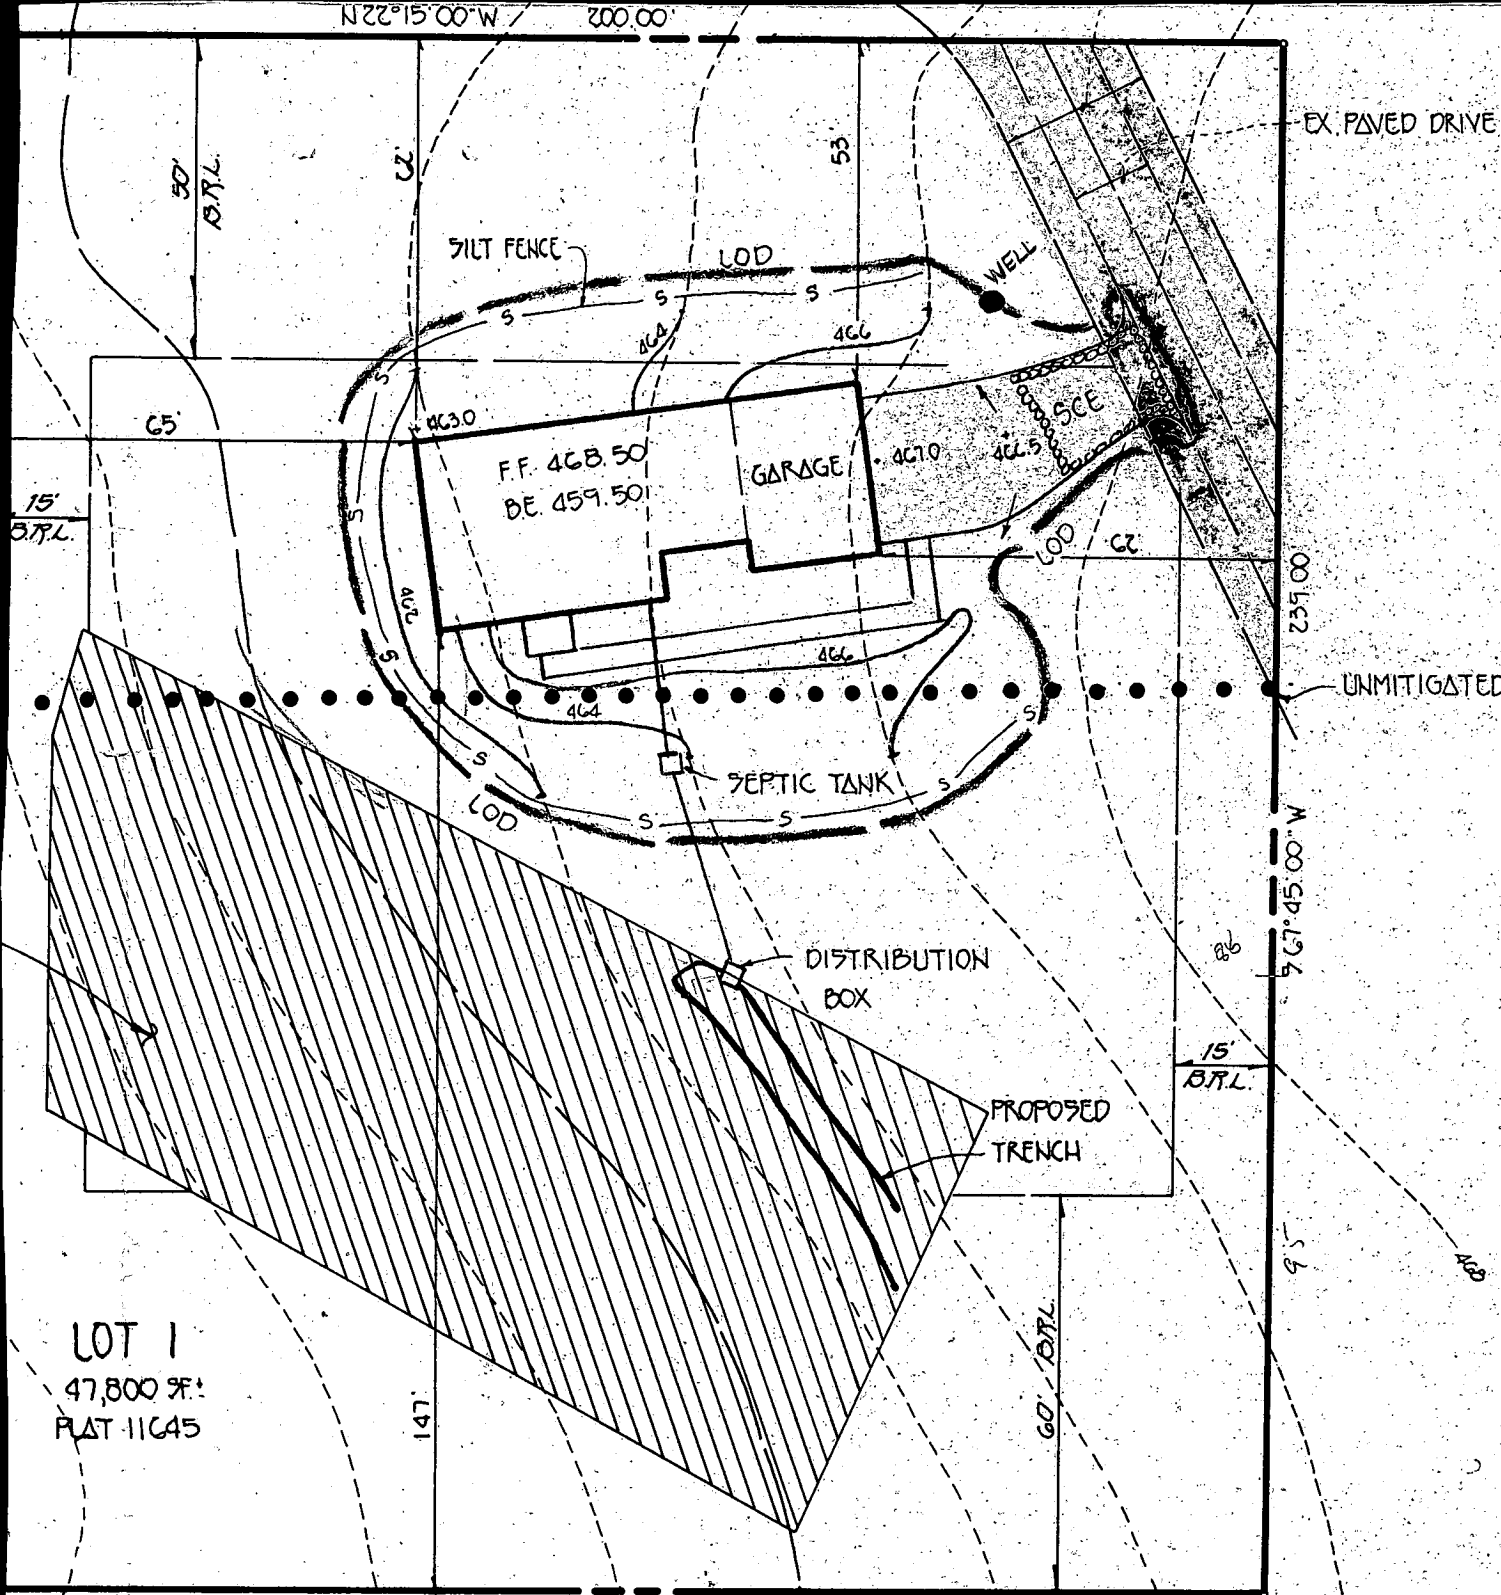 N22°15'00"W 200.00'
EX. PAVED DRIVE
50'
B.R.L.
62'
53'
SILT FENCE
LOD
WELL
S
S
S
464
466
S
463.0
65'
F.F. 468.50
B.E. 459.50
GARAGE
467.0
466.5
SCE
15'
B.R.L.
S
LOD
62'
239.00
462
S
466
UNMITIGATED
464
S
S
SEPTIC TANK
S
LOD
S
S
S67°45'00"W
DISTRIBUTION
BOX
15'
B.R.L.
PROPOSED
TRENCH
468
LOT 1
47,800 SF±
PLAT 11645
147'
60' B.R.L.